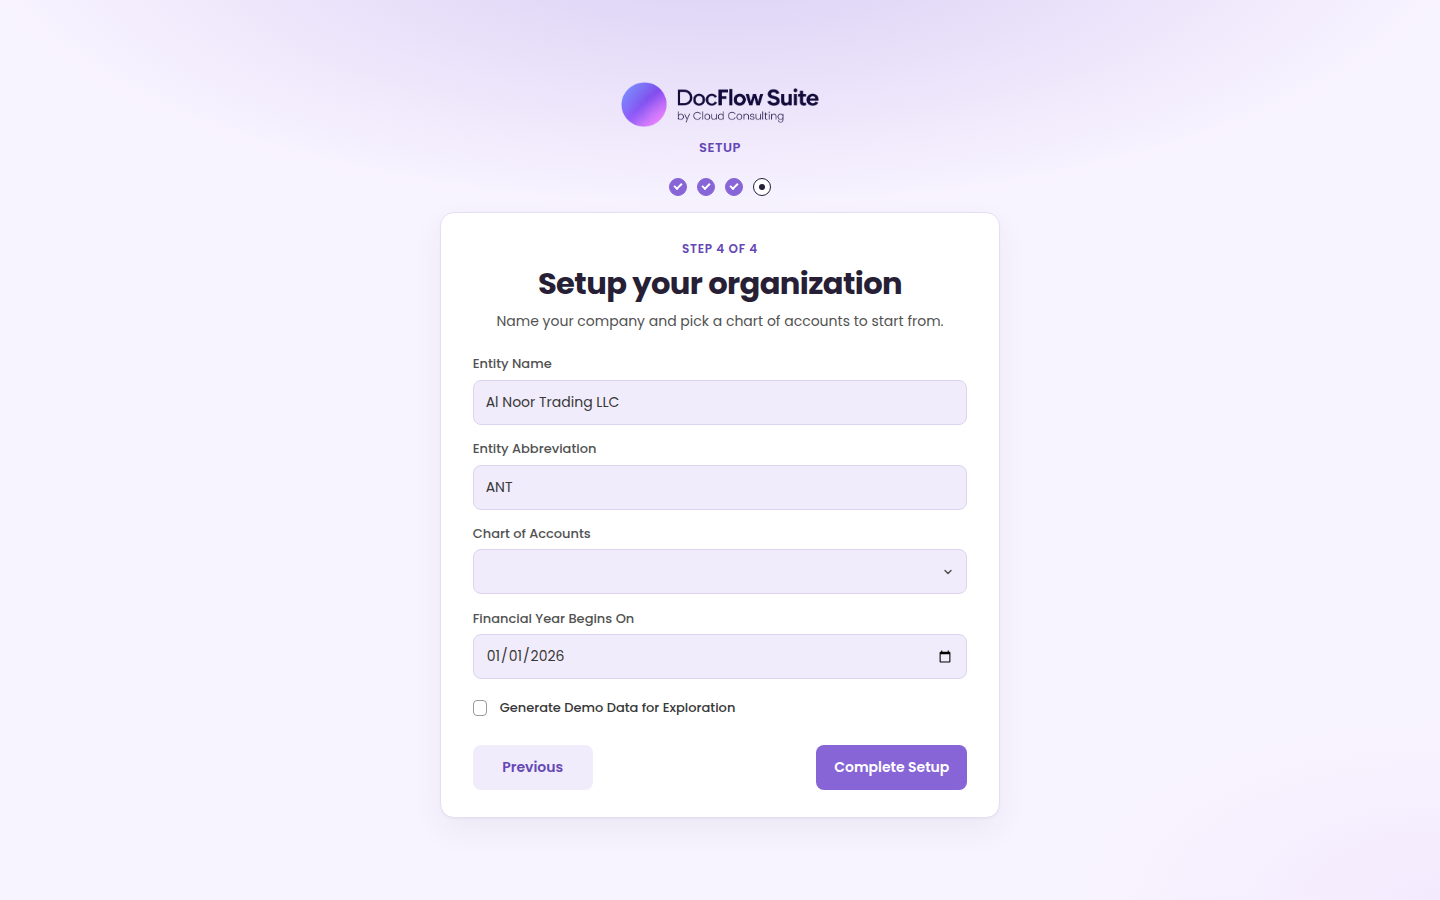 DocFlow Suite
by Cloud Consulting
SETUP
STEP 4 OF 4
Setup your organization
Name your company and pick a chart of accounts to start from.
Entity Name
Al Noor Trading LLC
Entity Abbreviation
ANT
Chart of Accounts
Financial Year Begins On
01/01/2026
Generate Demo Data for Exploration
Previous
Complete Setup